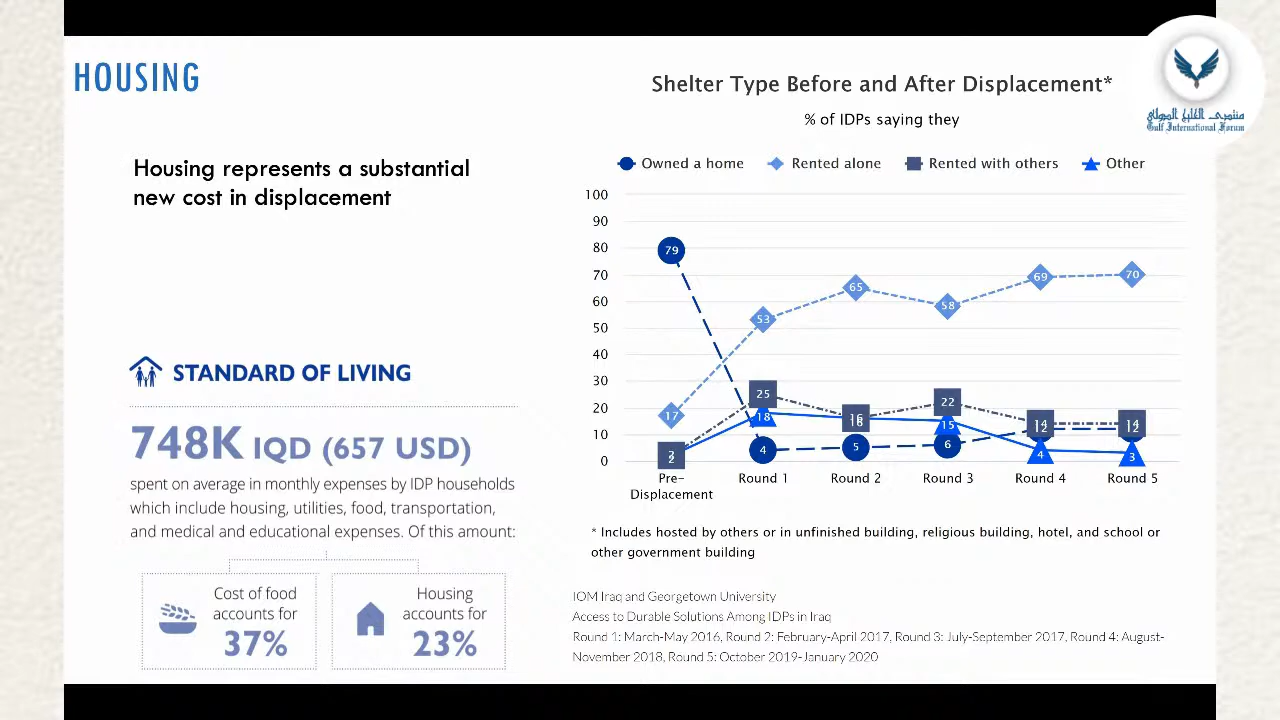 HOUSING
Housing represents a substantial
new cost in displacement
STANDARD OF LIVING
748K IQD (657 USD)
spent on average in monthly expenses by IDP households
which include housing, utilities, food, transportation,
and medical and educational expenses. Of this amount:
Cost of food
accounts for
37%
Housing
accounts for
23%
منتدى الخليج الدولي
Gulf International Forum
Shelter Type Before and After Displacement*
% of IDPs saying they
Owned a home Rented alone Rented with others Other
100
90
80
70
60
50
40
30
20
10
0
79
17
2
53
25
18
4
65
16
5
58
22
15
6
69
4
70
3
Pre-
Displacement
Round 1
Round 2
Round 3
Round 4
Round 5
* Includes hosted by others or in unfinished building, religious building, hotel, and school or
other government building
IOM Iraq and Georgetown University
Access to Durable Solutions Among IDPs in Iraq
Round 1: March-May 2016, Round 2: February-April 2017, Round 3: July-September 2017, Round 4: August-
November 2018, Round 5: October 2019-January 2020